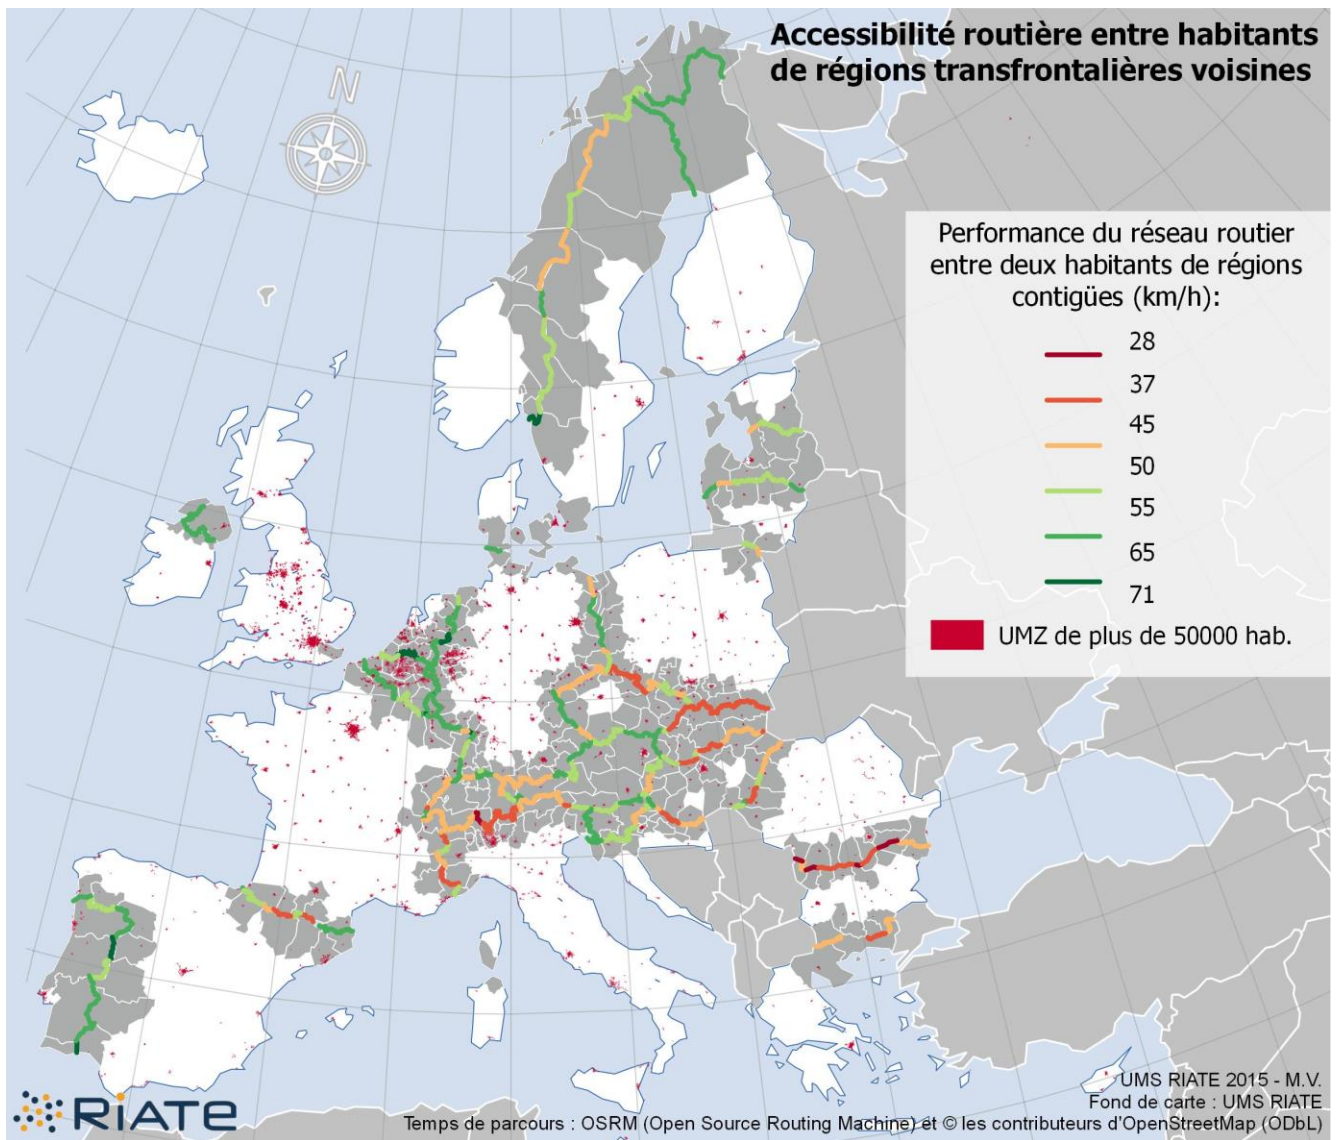 Accessibilité routière entre habitants
de régions transfrontalières voisines
N
Performance du réseau routier
entre deux habitants de régions
contigües (km/h):
28
37
45
50
55
65
71
UMZ de plus de 50000 hab.
RIATE
UMS RIATE 2015 - M.V.
Fond de carte : UMS RIATE
Temps de parcours : OSRM (Open Source Routing Machine) et © les contributeurs d'OpenStreetMap (ODbL)